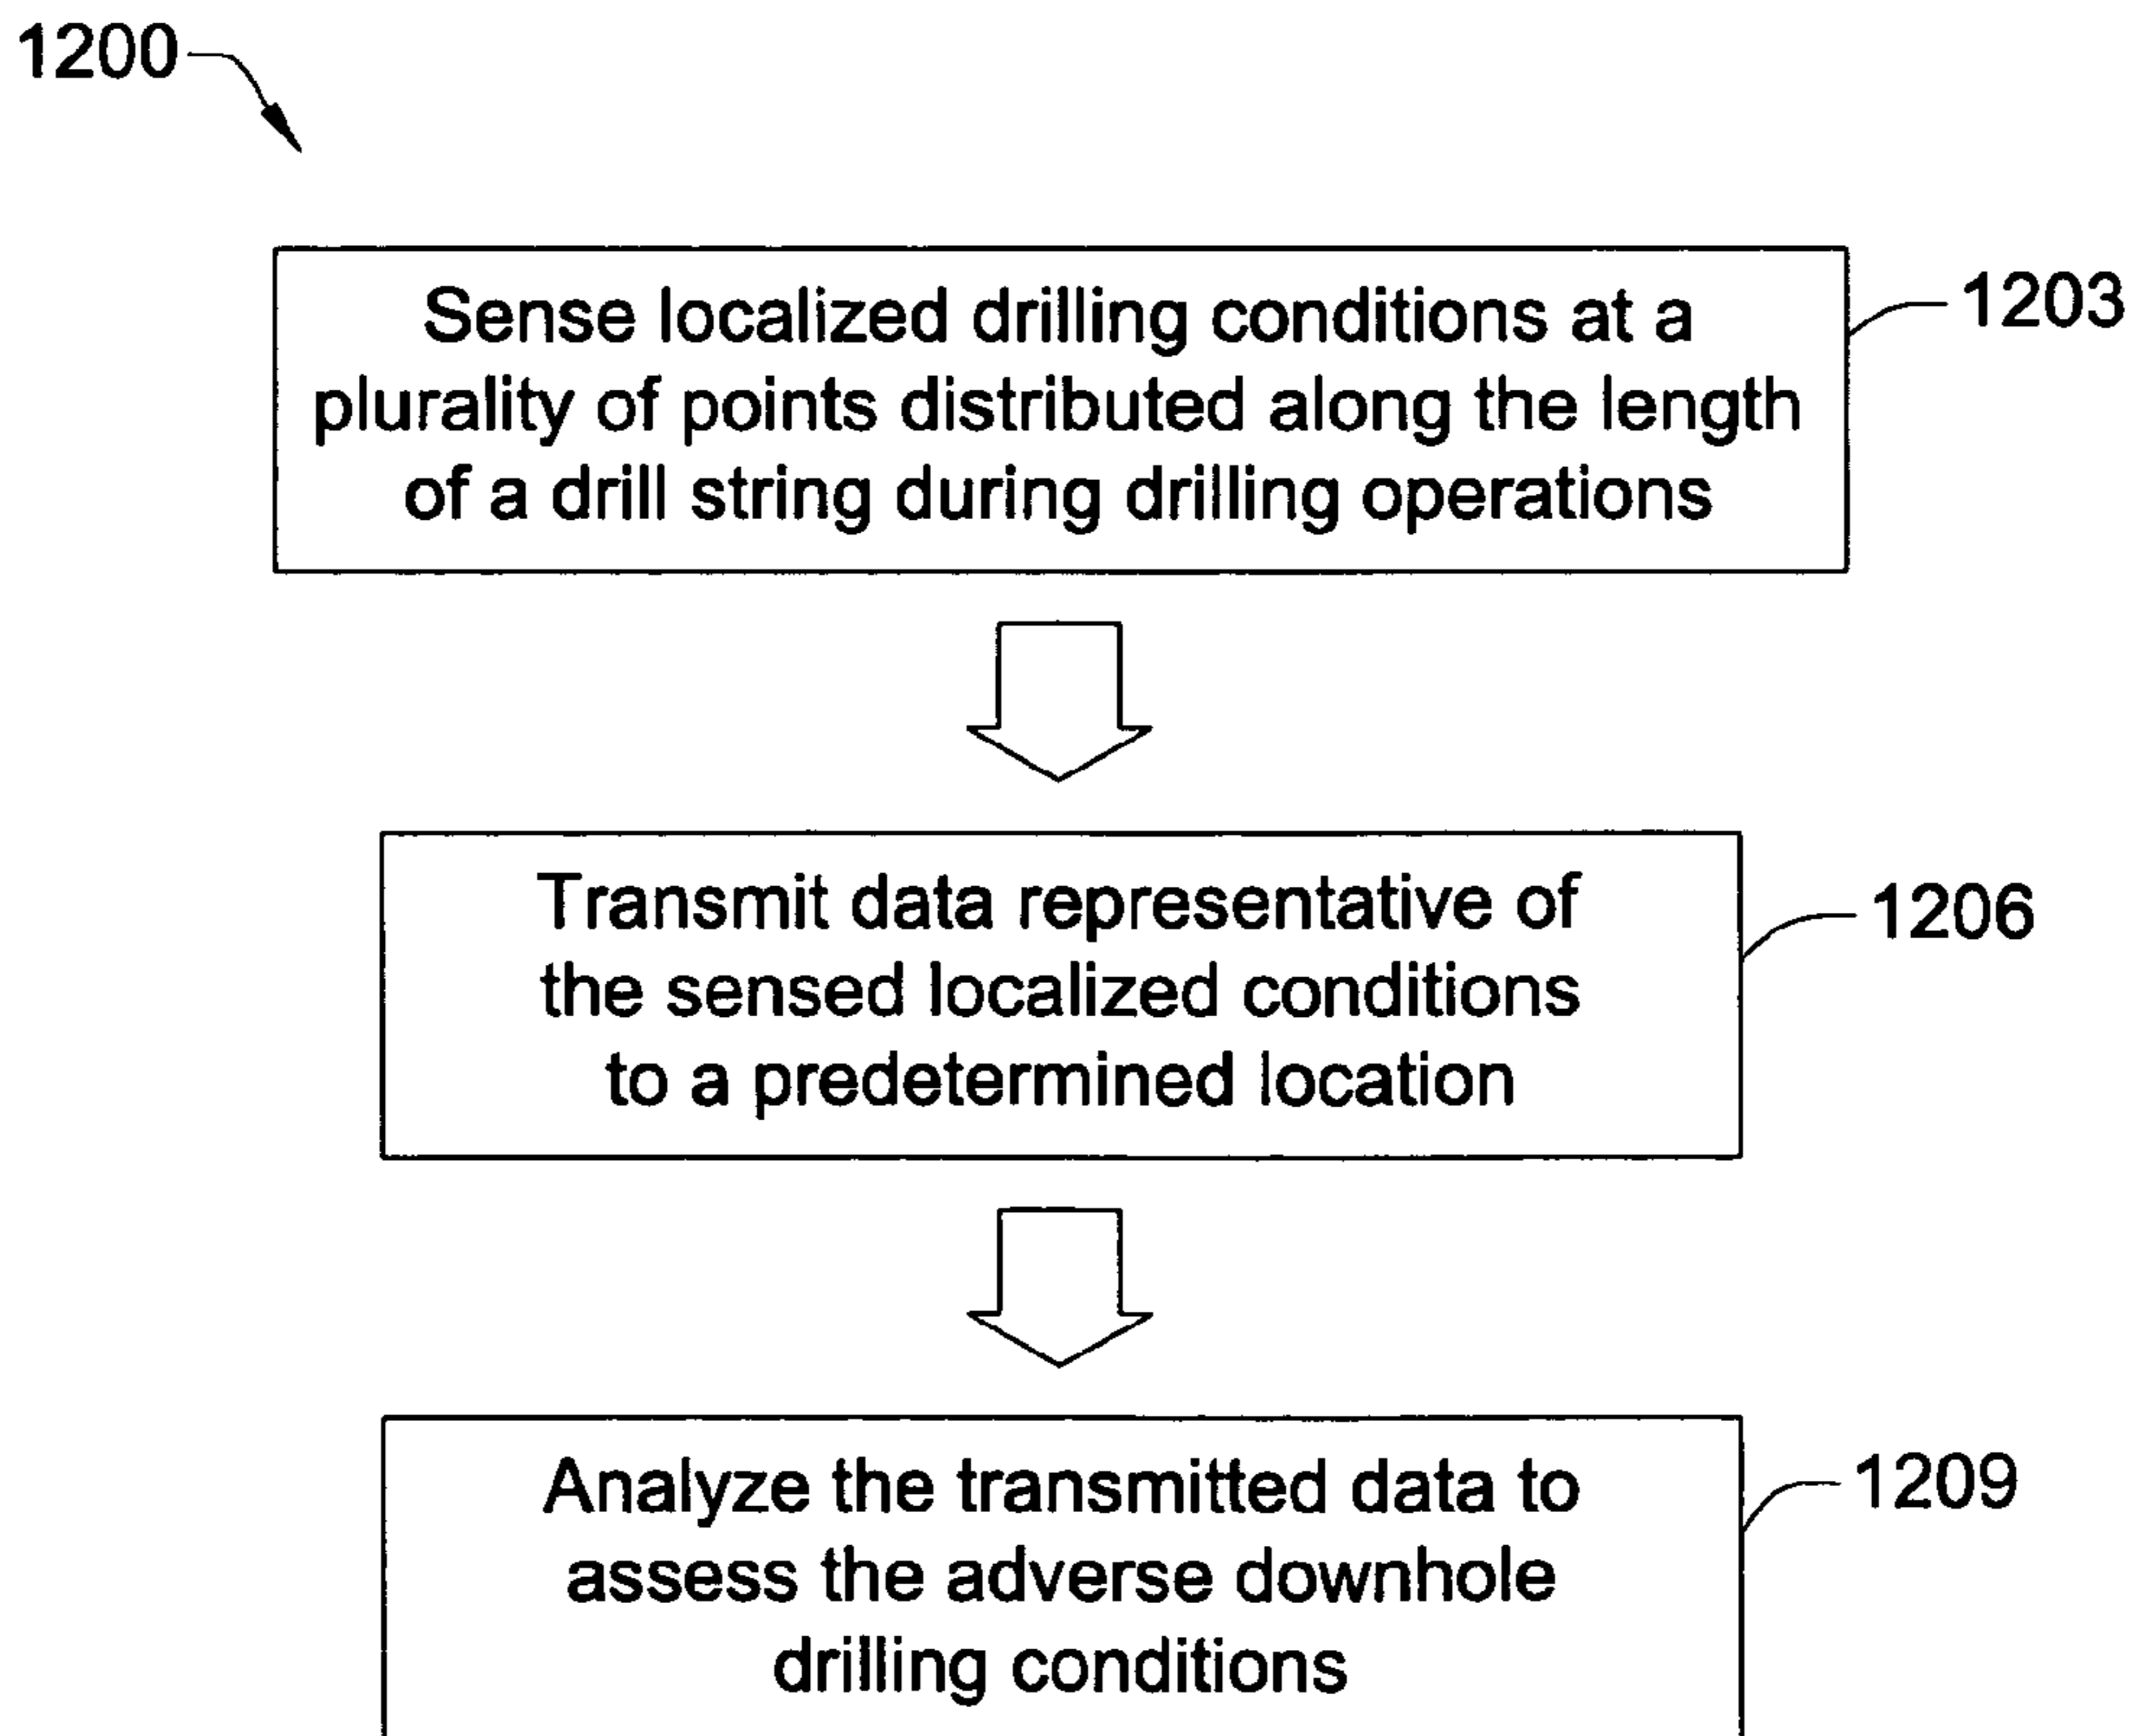 1200
Sense localized drilling conditions at a
plurality of points distributed along the length
of a drill string during drilling operations
1203
Transmit data representative of
the sensed localized conditions
to a predetermined location
1206
Analyze the transmitted data to
assess the adverse downhole
drilling conditions
1209